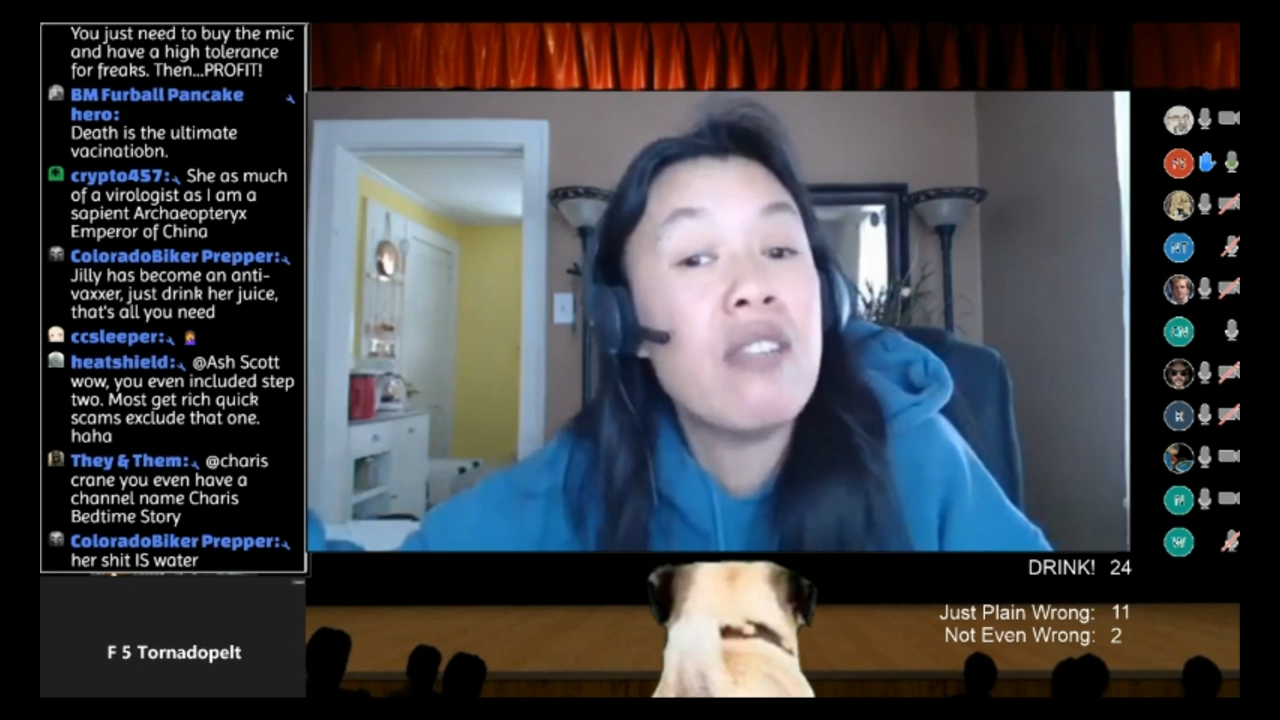 You just need to buy the mic
and have a high tolerance
for freaks. Then...PROFIT!
BM Furball Pancake
hero:
Death is the ultimate
vacinatiobn.
crypto457: She as much
of a virologist as I am a
sapient Archaeopteryx
Emperor of China
ColoradoBiker Prepper:
Jilly has become an anti-
vaxxer, just drink her juice,
that's all you need
ccsleeper:
heatshield: @Ash Scott
wow, you even included step
two. Most get rich quick
scams exclude that one.
haha
They & Them: @charis
crane you even have a
channel name Charis
Bedtime Story
ColoradoBiker Prepper:
her shit IS water
F 5 Tornadopelt
DRINK! 24
Just Plain Wrong: 11
Not Even Wrong: 2